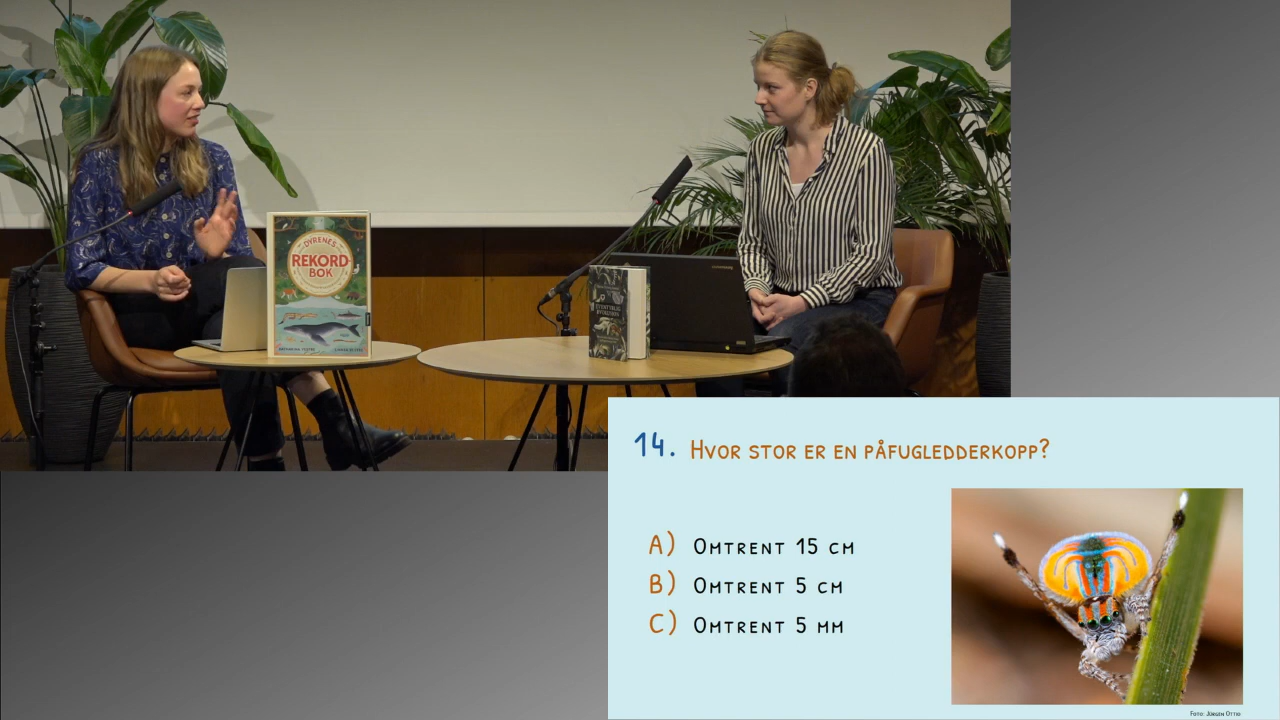 DYRENES
REKORD
BOK
14. HVOR STOR ER EN PÅFUGLEDDERKOPP?
A) OMTRENT 15 CM
B) OMTRENT 5 CM
C) OMTRENT 5 MM
FOTO: JÜRGEN OTTO